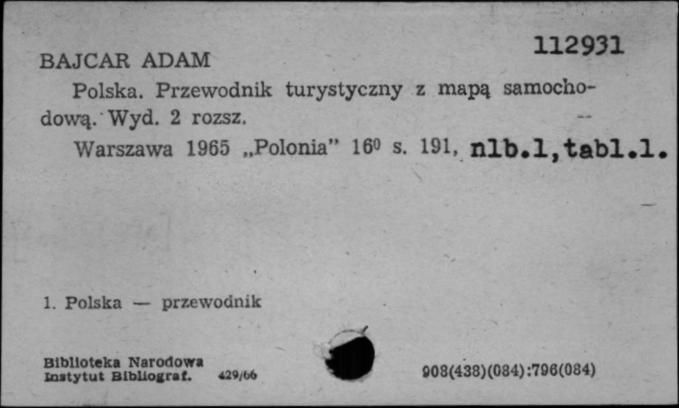 112931
BAJCAR ADAM
Polska. Przewodnik turystyczny z mapą samocho-
dową. Wyd. 2 rozsz.
Warszawa 1965 „Polonia” 16⁰ s. 191, nlb.1,tabl.1.
1. Polska — przewodnik
Biblioteka Narodowa
Instytut Bibliograf. 429/66
908(438)(084):796(084)